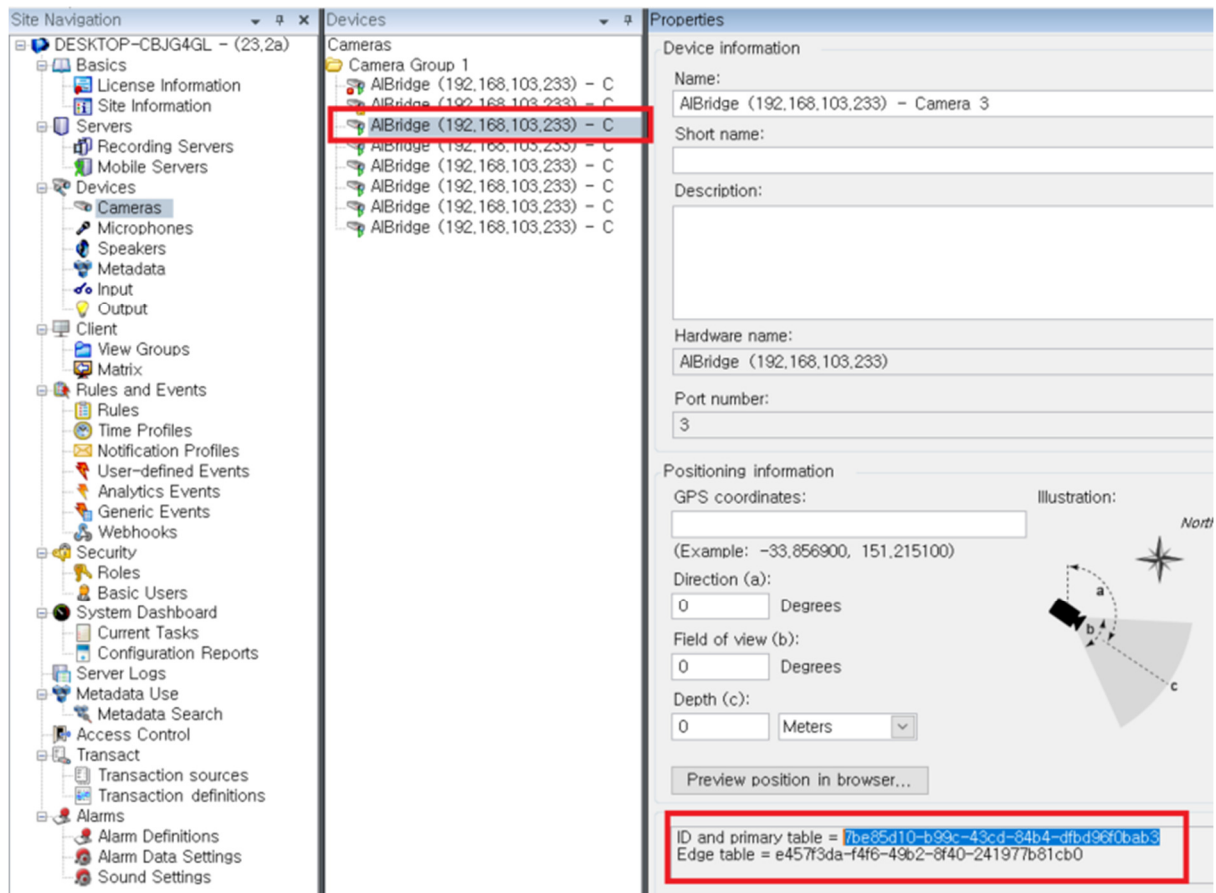 Site Navigation
DESKTOP-CBJG4GL - (23,2a)
Basics
License Information
Site Information
Servers
Recording Servers
Mobile Servers
Devices
Cameras
Microphones
Speakers
Metadata
Input
Output
Client
View Groups
Matrix
Rules and Events
Rules
Time Profiles
Notification Profiles
User-defined Events
Analytics Events
Generic Events
Webhooks
Security
Roles
Basic Users
System Dashboard
Current Tasks
Configuration Reports
Server Logs
Metadata Use
Metadata Search
Access Control
Transact
Transaction sources
Transaction definitions
Alarms
Alarm Definitions
Alarm Data Settings
Sound Settings
Devices
Cameras
Camera Group 1
AIBridge (192,168,103,233) - C
AIBridge (192,168,103,233) - C
AIBridge (192,168,103,233) - C
AIBridge (192,168,103,233) - C
AIBridge (192,168,103,233) - C
AIBridge (192,168,103,233) - C
AIBridge (192,168,103,233) - C
AIBridge (192,168,103,233) - C
Properties
Device information
Name:
AIBridge (192,168,103,233) - Camera 3
Short name:
Description:
Hardware name:
AIBridge (192,168,103,233)
Port number:
3
Positioning information
GPS coordinates:
Illustration:
North
(Example: -33,856900, 151,215100)
Direction (a):
0 Degrees
Field of view (b):
0 Degrees
Depth (c):
0 Meters
a
b
c
Preview position in browser,,,
ID and primary table = 7be85d10-b99c-43cd-84b4-dfbd96f0bab3
Edge table = e457f3da-f4f6-49b2-8f40-241977b81cb0